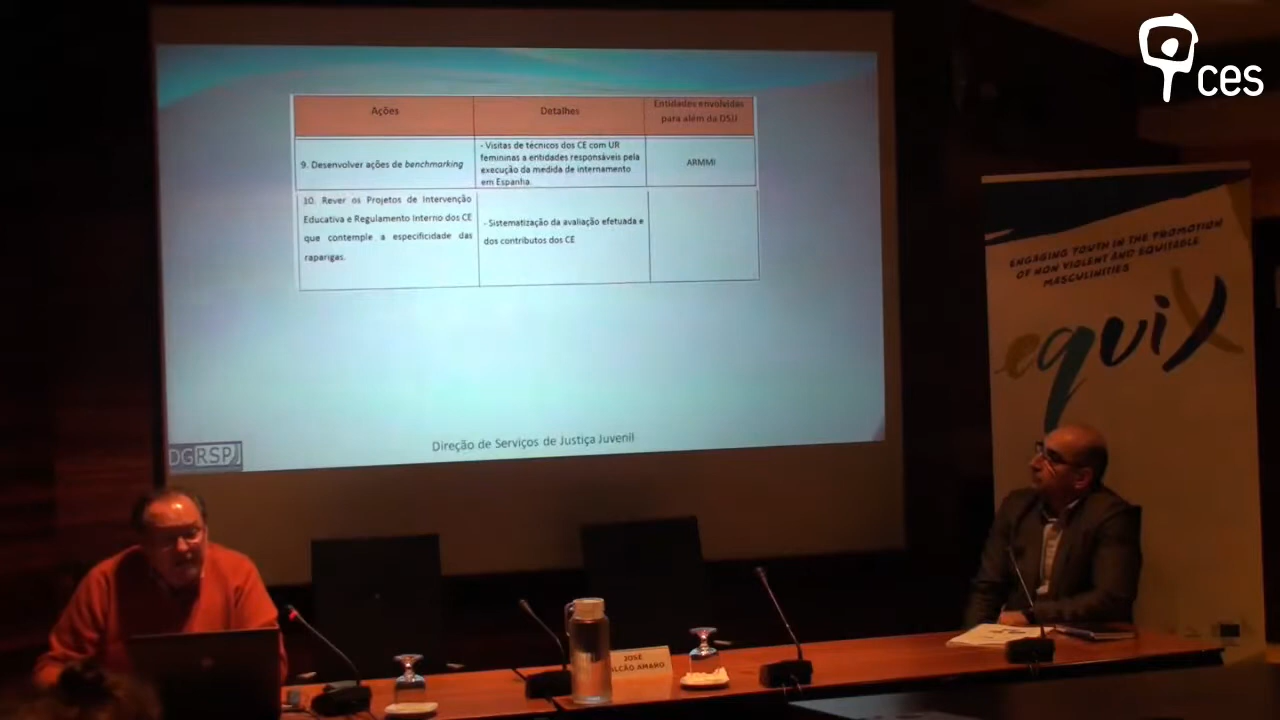 ces
Ações
Detalhes
Entidades envolvidas
para além da DSJJ
9. Desenvolver ações de benchmarking
- Visitas de técnicos dos CE com UR
femininas a entidades responsáveis pela
execução da medida de internamento
em Espanha.
ARMMI
10. Rever os Projetos de Intervenção
Educativa e Regulamento Interno dos CE
que contemple a especificidade das
raparigas.
- Sistematização da avaliação efetuada e
dos contributos dos CE
Direção de Serviços de Justiça Juvenil
DGRSPJ
ENGAGING YOUTH IN THE PROMOTION
OF NON VIOLENT AND EQUITABLE
MASCULINITIES
equiX
JOSÉ
LCÃO AMARO